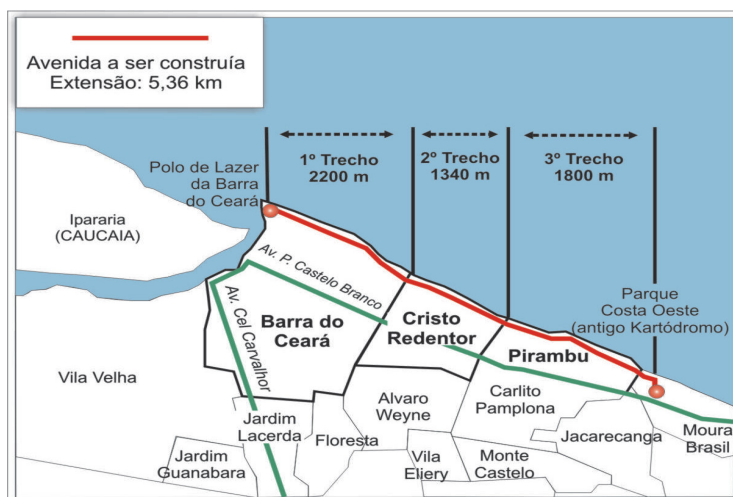 Avenida a ser construía
Extensão: 5,36 km
1º Trecho
2200 m
2º Trecho
1340 m
3º Trecho
1800 m
Polo de Lazer
da Barra
do Ceará
Ipararia
(CAUCAIA)
Av. P. Castelo Branco
Av. Cel Carvalhor
Parque
Costa Oeste
(antigo Kartódromo)
Barra do
Ceará
Cristo
Redentor
Pirambu
Vila Velha
Alvaro
Weyne
Carlito
Pamplona
Jardim
Lacerda
Floresta
Jacarecanga
Moura
Brasil
Jardim
Guanabara
Vila
Eliery
Monte
Castelo